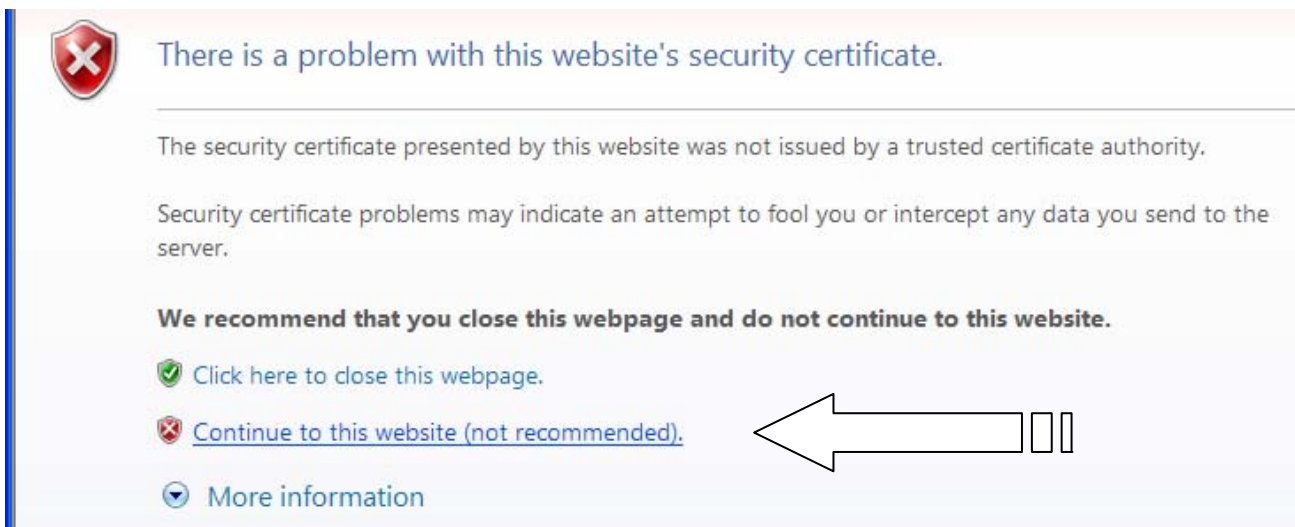 There is a problem with this website's security certificate.
The security certificate presented by this website was not issued by a trusted certificate authority.
Security certificate problems may indicate an attempt to fool you or intercept any data you send to the
server.
We recommend that you close this webpage and do not continue to this website.
Click here to close this webpage.
Continue to this website (not recommended).
More information